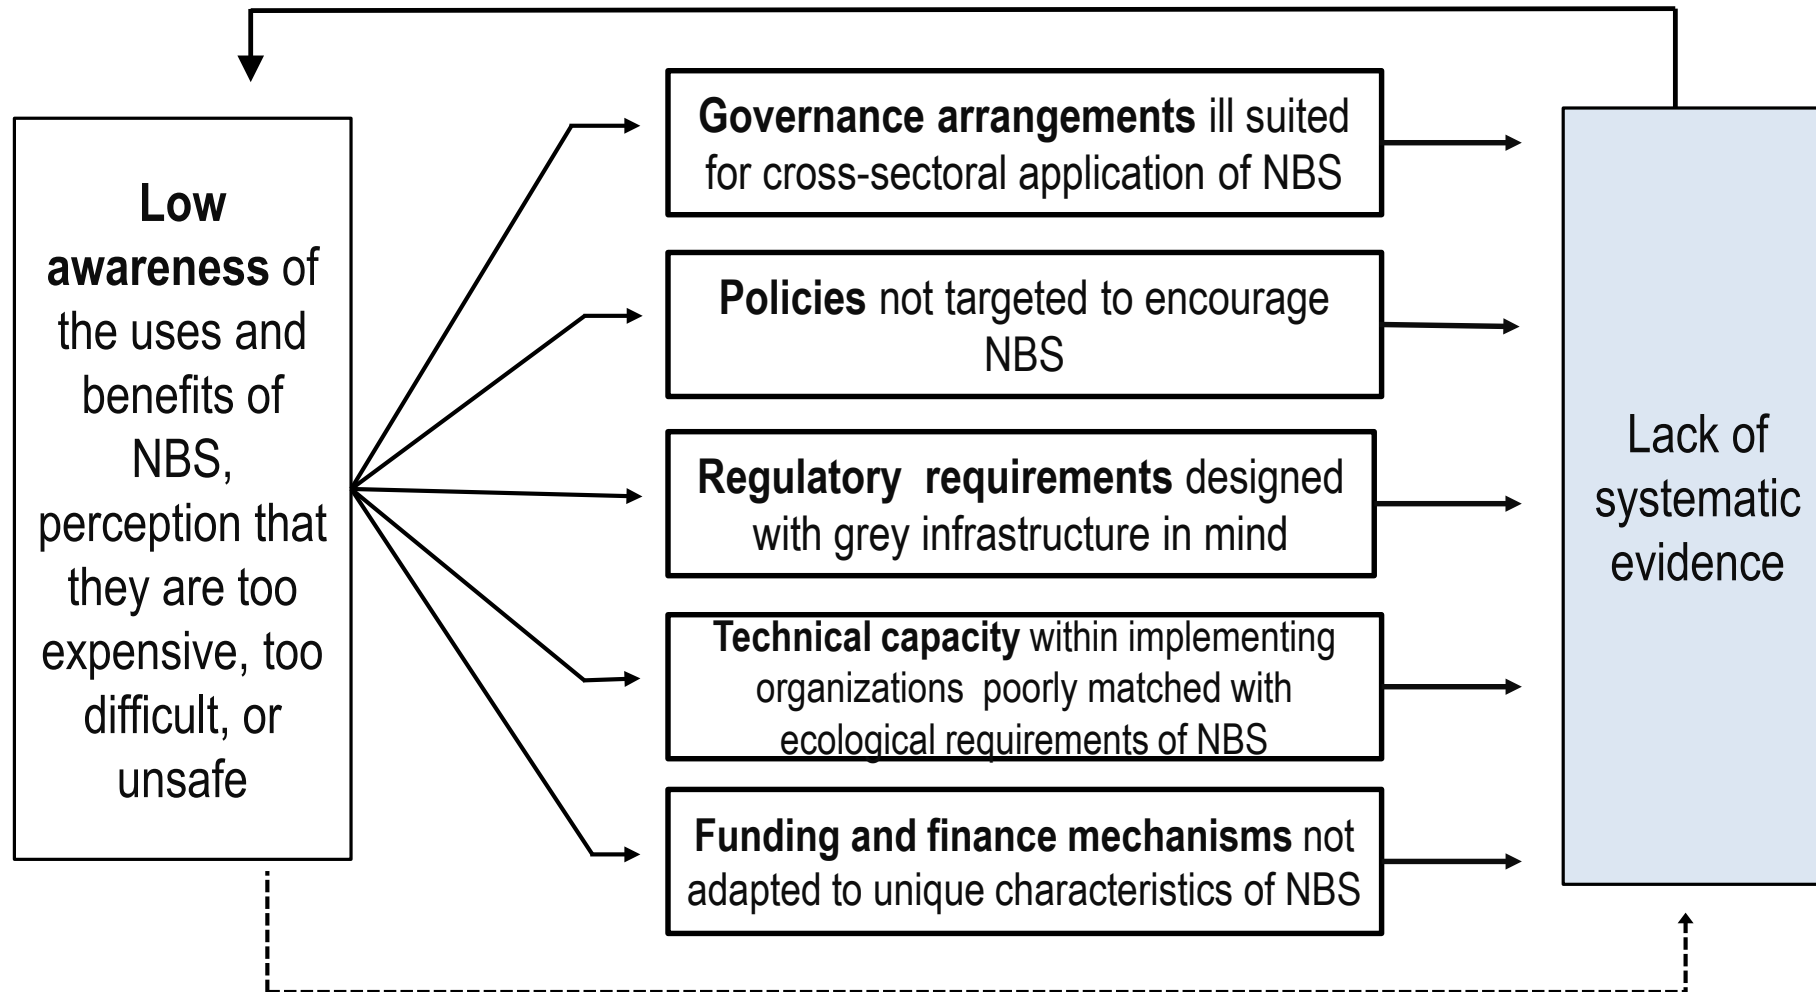 Low
awareness of
the uses and
benefits of
NBS,
perception that
they are too
expensive, too
difficult, or
unsafe
Governance arrangements ill suited
for cross-sectoral application of NBS
Policies not targeted to encourage
NBS
Regulatory  requirements designed
with grey infrastructure in mind
Technical capacity within implementing
organizations  poorly matched with
ecological requirements of NBS
Funding and finance mechanisms not
adapted to unique characteristics of NBS
Lack of
systematic
evidence